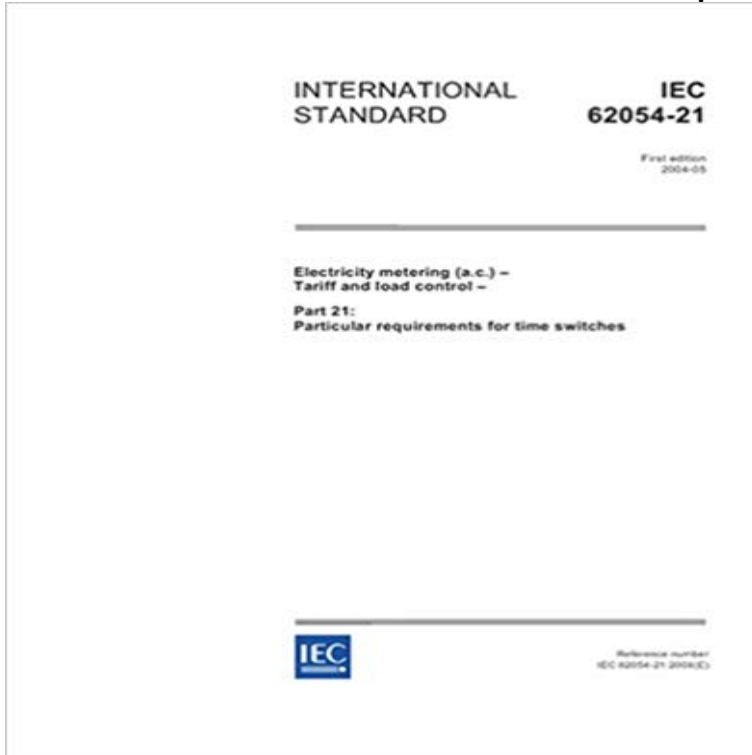 INTERNATIONAL
STANDARD
IEC
62054-21
First edition
2004-05
Electricity metering (a.c.) –
Tariff and load control –
Part 21:
Particular requirements for time switches
IEC
Reference number
IEC 62054-21:2004(E)